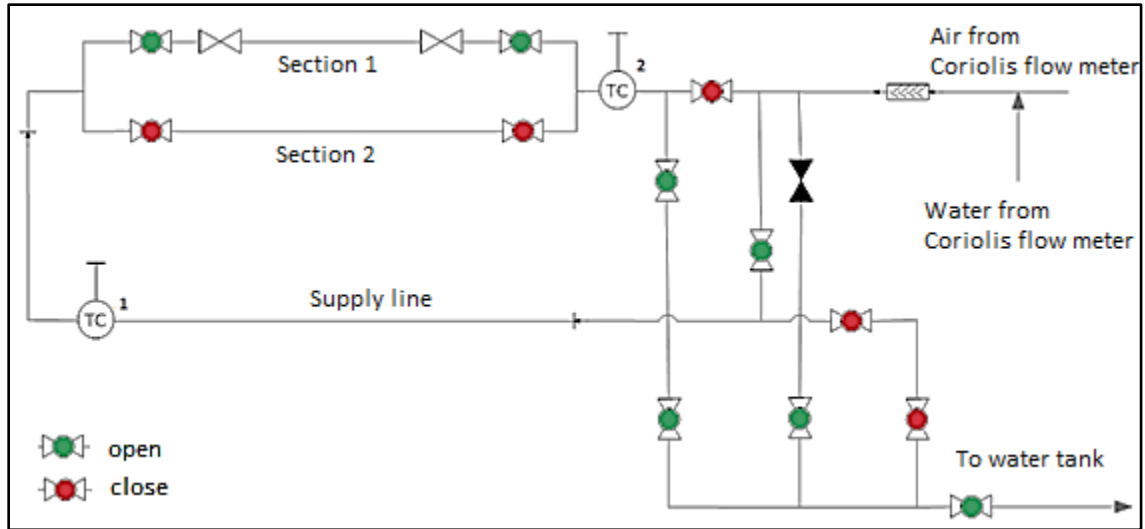 Section 1
Section 2
TC 2
Air from
Coriolis flow meter
Water from
Coriolis flow meter
TC 1
Supply line
open
close
To water tank